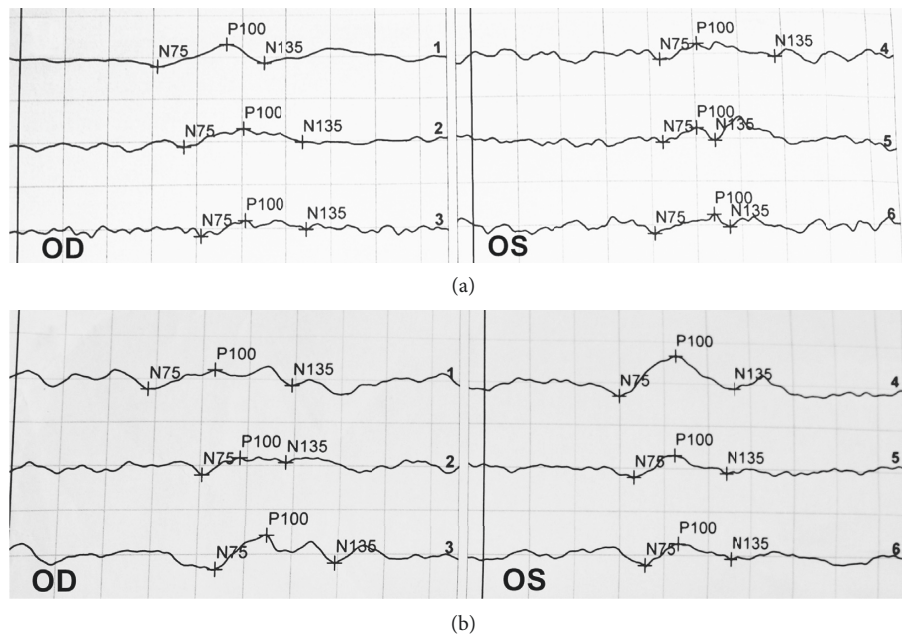 N75 P100 N135 1
N75 P100 N135 2
N75 P100 N135 3
OD
N75 P100 N135 4
N75 P100 N135 5
N75 P100 N135 6
OS
(a)
N75 P100 N135 1
N75 P100 N135 2
N75 P100 N135 3
OD
N75 P100 N135 4
N75 P100 N135 5
N75 P100 N135 6
OS
(b)